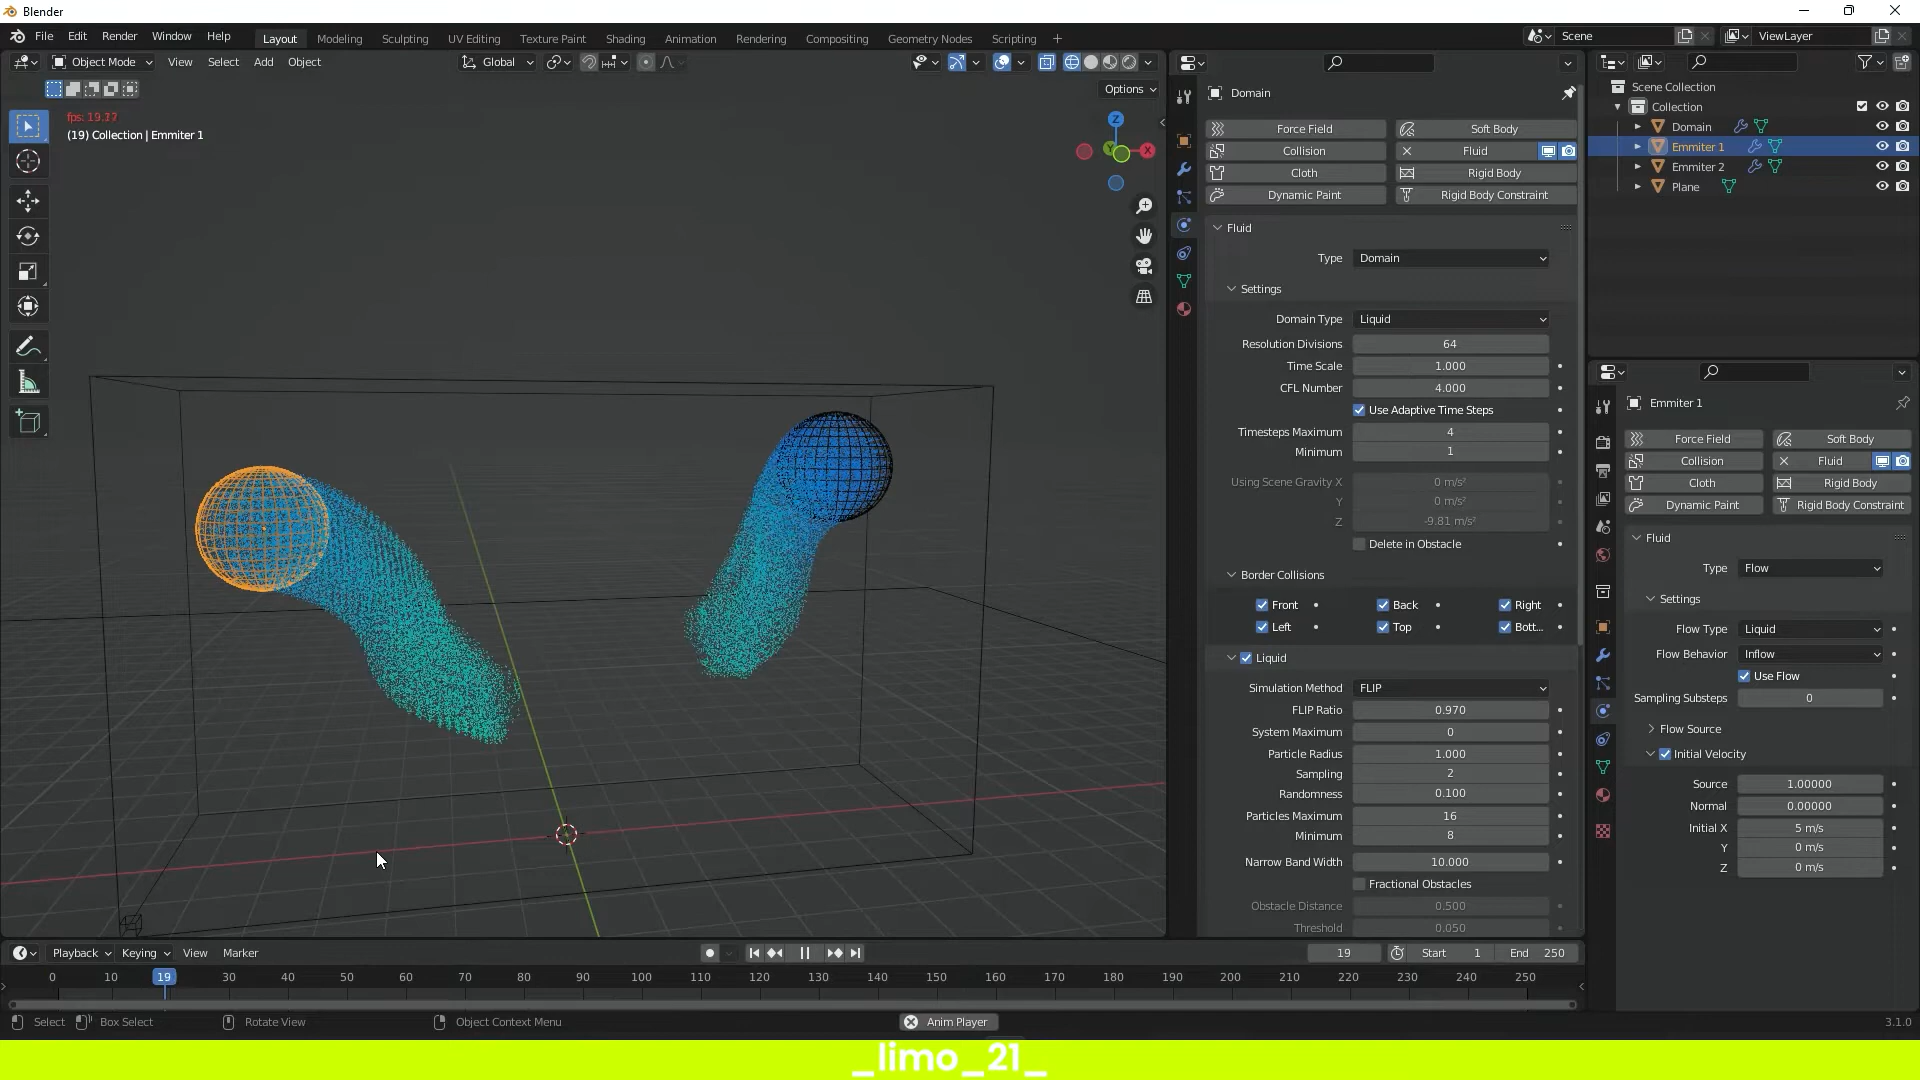 Blender
File Edit Render Window Help Layout Modeling Sculpting UV Editing Texture Paint Shading Animation Rendering Compositing Geometry Nodes Scripting + Scene ViewLayer
Object Mode View Select Add Object Global
Options
fps: 19.77
(19) Collection | Emmiter 1
Z
X
Y
Domain
Force Field Soft Body
Collision Fluid
Cloth Rigid Body
Dynamic Paint Rigid Body Constraint
Fluid
Type Domain
Settings
Domain Type Liquid
Resolution Divisions 64
Time Scale 1.000
CFL Number 4.000
Use Adaptive Time Steps
Timesteps Maximum 4
Minimum 1
Using Scene Gravity X 0 m/s²
Y 0 m/s²
Z -9.81 m/s²
Delete in Obstacle
Border Collisions
Front Back Right
Left Top Bott...
Liquid
Simulation Method FLIP
FLIP Ratio 0.970
System Maximum 0
Particle Radius 1.000
Sampling 2
Randomness 0.100
Particles Maximum 16
Minimum 8
Narrow Band Width 10.000
Fractional Obstacles
Obstacle Distance 0.500
Threshold 0.050
Scene Collection
Collection
Domain
Emmiter 1
Emmiter 2
Plane
Emmiter 1
Force Field Soft Body
Collision Fluid
Cloth Rigid Body
Dynamic Paint Rigid Body Constraint
Fluid
Type Flow
Settings
Flow Type Liquid
Flow Behavior Inflow
Use Flow
Sampling Substeps 0
Flow Source
Initial Velocity
Source 1.00000
Normal 0.00000
Initial X 5 m/s
Y 0 m/s
Z 0 m/s
Playback Keying View Marker 19 Start 1 End 250
0 10 19 30 40 50 60 70 80 90 100 110 120 130 140 150 160 170 180 190 200 210 220 230 240 250
Select Box Select Rotate View Object Context Menu Anim Player 3.1.0
_limo_21_